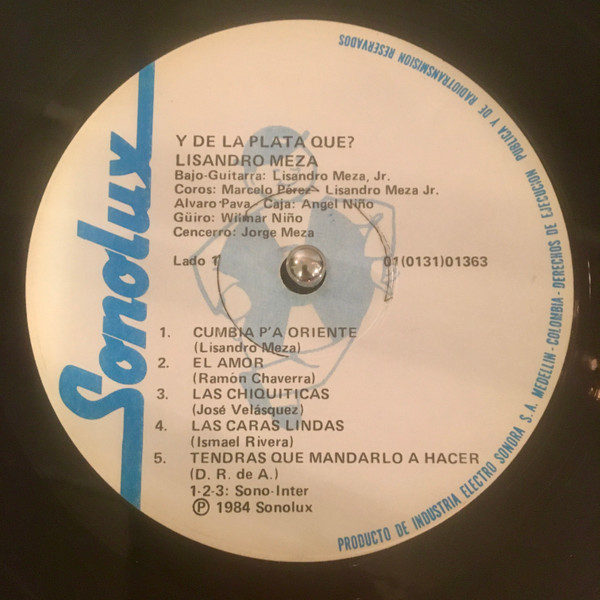 Sonolux
Y DE LA PLATA QUE?
LISANDRO MEZA
Bajo-Guitarra: Lisandro Meza, Jr.
Coros: Marcelo Pérez Lisandro Meza Jr.
Alvaro Pava Caja: Angel Niño
Güiro: Wilmar Niño
Cencerro: Jorge Meza
Lado 1 01(0131)01363
1. CUMBIA P'A ORIENTE
(Lisandro Meza)
2. EL AMOR
(Ramón Chaverra)
3. LAS CHIQUITICAS
(José Velásquez)
4. LAS CARAS LINDAS
(Ismael Rivera)
5. TENDRAS QUE MANDARLO A HACER
(D. R. de A.)
1-2-3: Sono-Inter
Ⓟ 1984 Sonolux
PRODUCTO DE INDUSTRIA ELECTRO SONORA S. A. MEDELLIN - COLOMBIA - DERECHOS DE EJECUCION PUBLICA Y DE RADIOTRANSMISION RESERVADOS